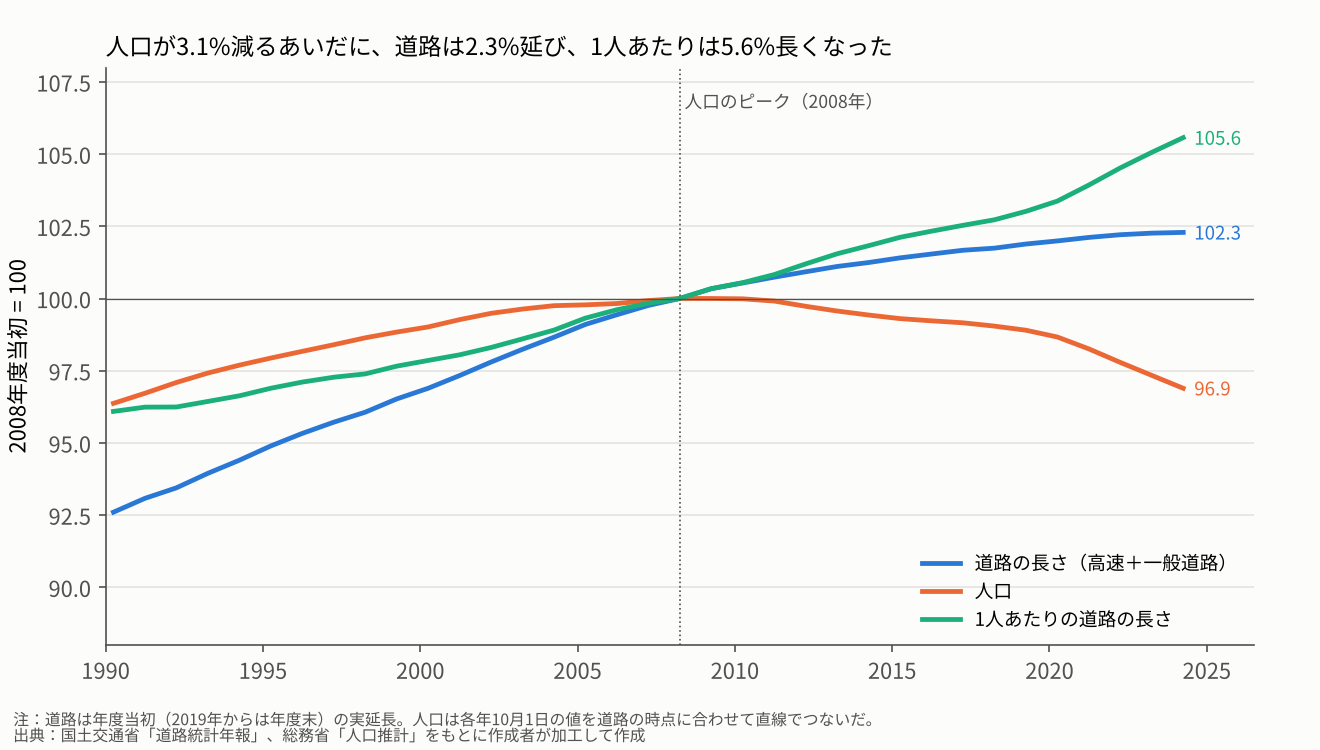 人口が3.1%減るあいだに、道路は2.3%延び、1人あたりは5.6%長くなった
107.5
105.0
102.5
100.0
97.5
95.0
92.5
90.0
2008年度当初 = 100
人口のピーク（2008年）
105.6
102.3
96.9
道路の長さ（高速＋一般道路）
人口
1人あたりの道路の長さ
1990
1995
2000
2005
2010
2015
2020
2025
注：道路は年度当初（2019年からは年度末）の実延長。人口は各年10月1日の値を道路の時点に合わせて直線でつないだ。
出典：国土交通省「道路統計年報」、総務省「人口推計」をもとに作成者が加工して作成